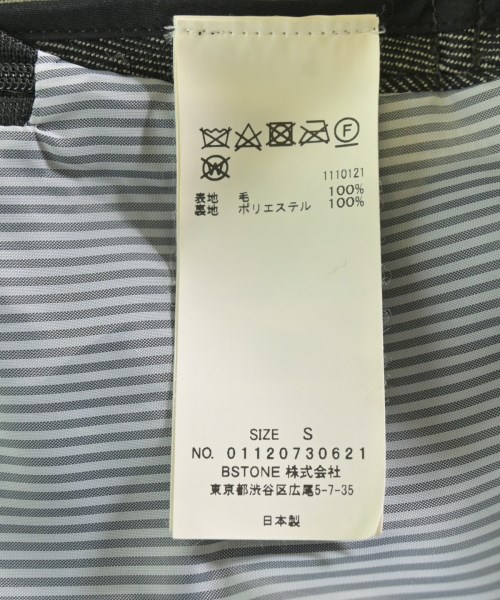 F
W
1110121
表地 毛 100%
裏地 ポリエステル 100%
SIZE S
NO. 01120730621
BSTONE 株式会社
東京都渋谷区広尾5-7-35
日本製